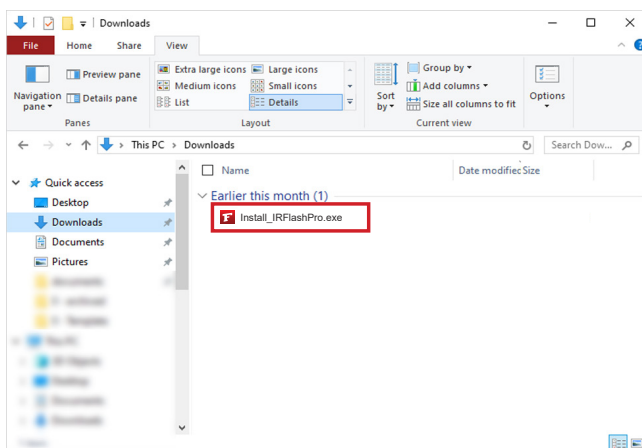 Downloads
File Home Share View
Navigation pane
Preview pane
Details pane
Panes
Extra large icons Large icons
Medium icons Small icons
List Details
Layout
Sort by
Group by
Add columns
Size all columns to fit
Current view
Options
This PC > Downloads
Search Dow...
Quick access
Desktop
Downloads
Documents
Pictures
Name Date modified Size
Earlier this month (1)
Install_IRFlashPro.exe